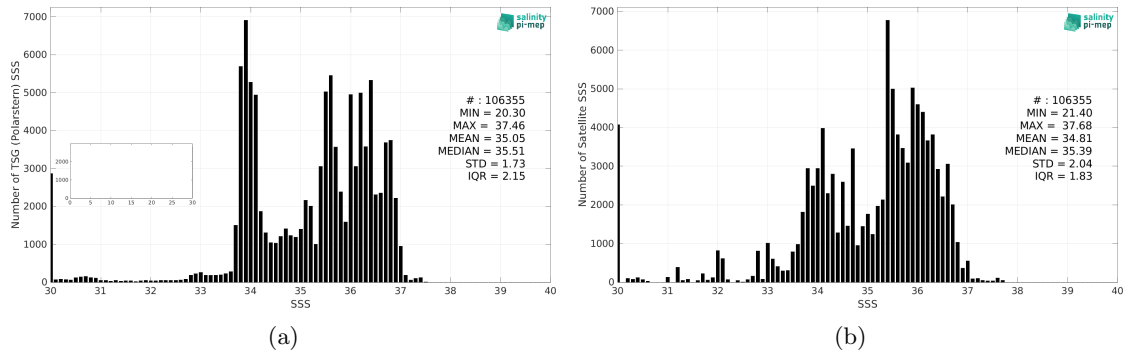 7000
6000
5000
4000
3000
2000
1000
0
Number of TSG (Polarstern) SSS
salinity
pi-mep
# : 106355
MIN = 20.30
MAX = 37.46
MEAN = 35.05
MEDIAN = 35.51
STD = 1.73
IQR = 2.15
2000
1000
0
0 5 10 15 20 25 30
30 31 32 33 34 35 36 37 38 39 40
SSS
(a)
7000
6000
5000
4000
3000
2000
1000
0
Number of Satellite SSS
salinity
pi-mep
# : 106355
MIN = 21.40
MAX = 37.68
MEAN = 34.81
MEDIAN = 35.39
STD = 2.04
IQR = 1.83
30 31 32 33 34 35 36 37 38 39 40
SSS
(b)